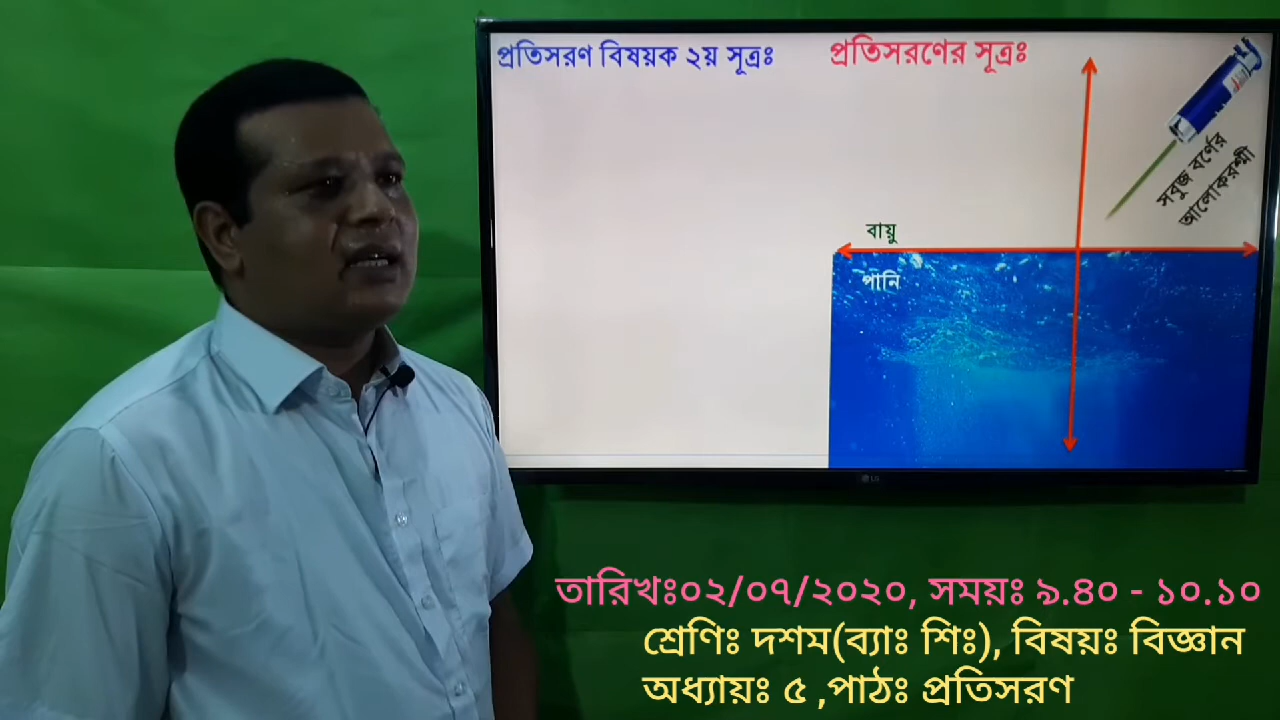 প্রতিসরণ বিষয়ক ২য় সূত্রঃ
প্রতিসরণের সূত্রঃ
সবুজ বর্ণের
আলোকরশ্মী
বায়ু
পানি
LG
তারিখঃ০২/০৭/২০২০, সময়ঃ ৯.৪০ - ১০.১০
শ্রেণিঃ দশম(ব্যাঃ শিঃ), বিষয়ঃ বিজ্ঞান
অধ্যায়ঃ ৫ ,পাঠঃ প্রতিসরণ